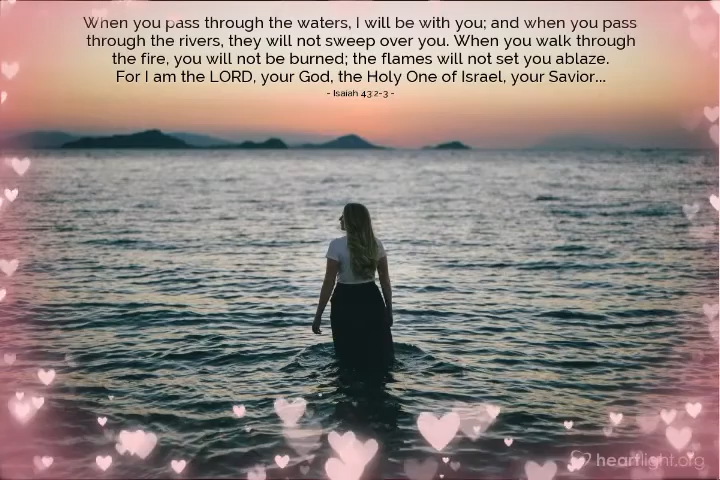 When you pass through the waters, I will be with you; and when you pass
through the rivers, they will not sweep over you. When you walk through
the fire, you will not be burned; the flames will not set you ablaze.
For I am the LORD, your God, the Holy One of Israel, your Savior...
- Isaiah 43:2-3 -
heartlight.org